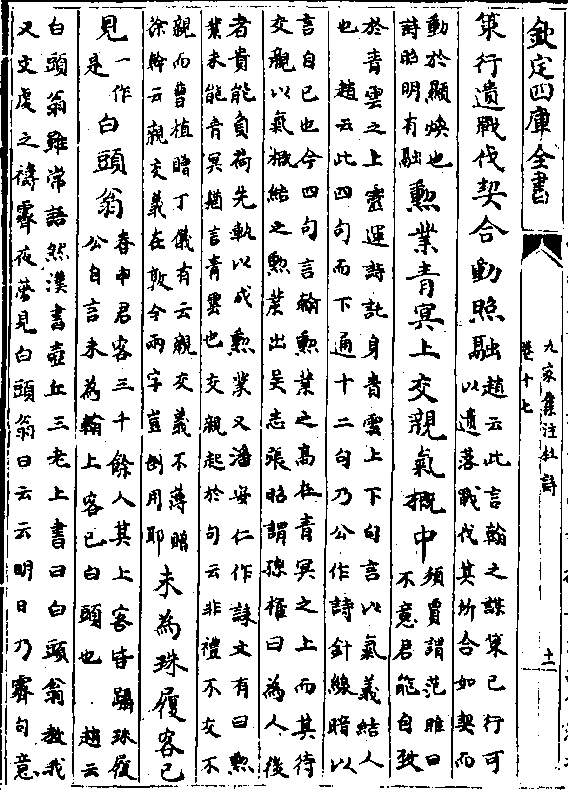 欽定四庫全書
九家集注杜詩
卷十七
十一
策行遺戰伐契合動照融
趙云此言翰之謀策已行可
以遺落戰伐其所合如契而
動於顯煥也
詩昭明有融
勲業青冥上交親氣概中
須賈謂范雎曰
不意君能自致
於青雲之上靈運詩託身青雲上下句言以氣義結人
也　趙云此四句而下通十二句乃公作詩針線暗以
言自已也今四句言翰勲業之高在青冥之上而其待
交親以氣概結之勲業出吳志張昭謂孫權曰為人後
者貴能負荷先軌以成勲業又潘安仁作誄文有曰勲
業未能青冥猶言青雲也交親起於句云非禮不交不
親而曹植贈丁儀有云親交義不薄贈
徐幹云親交義在敦今兩字豈倒用耶
未為珠履客已
見
一作
是
白頭翁
春申君客三千餘人其上客皆躡珠履
公自言未為翰上客已白頭也　趙云
白頭翁雖常語然漢書壺丘三老上書曰白頭翁教我
又文虔之禱霽夜夢見白頭翁曰云云明日乃霽句意